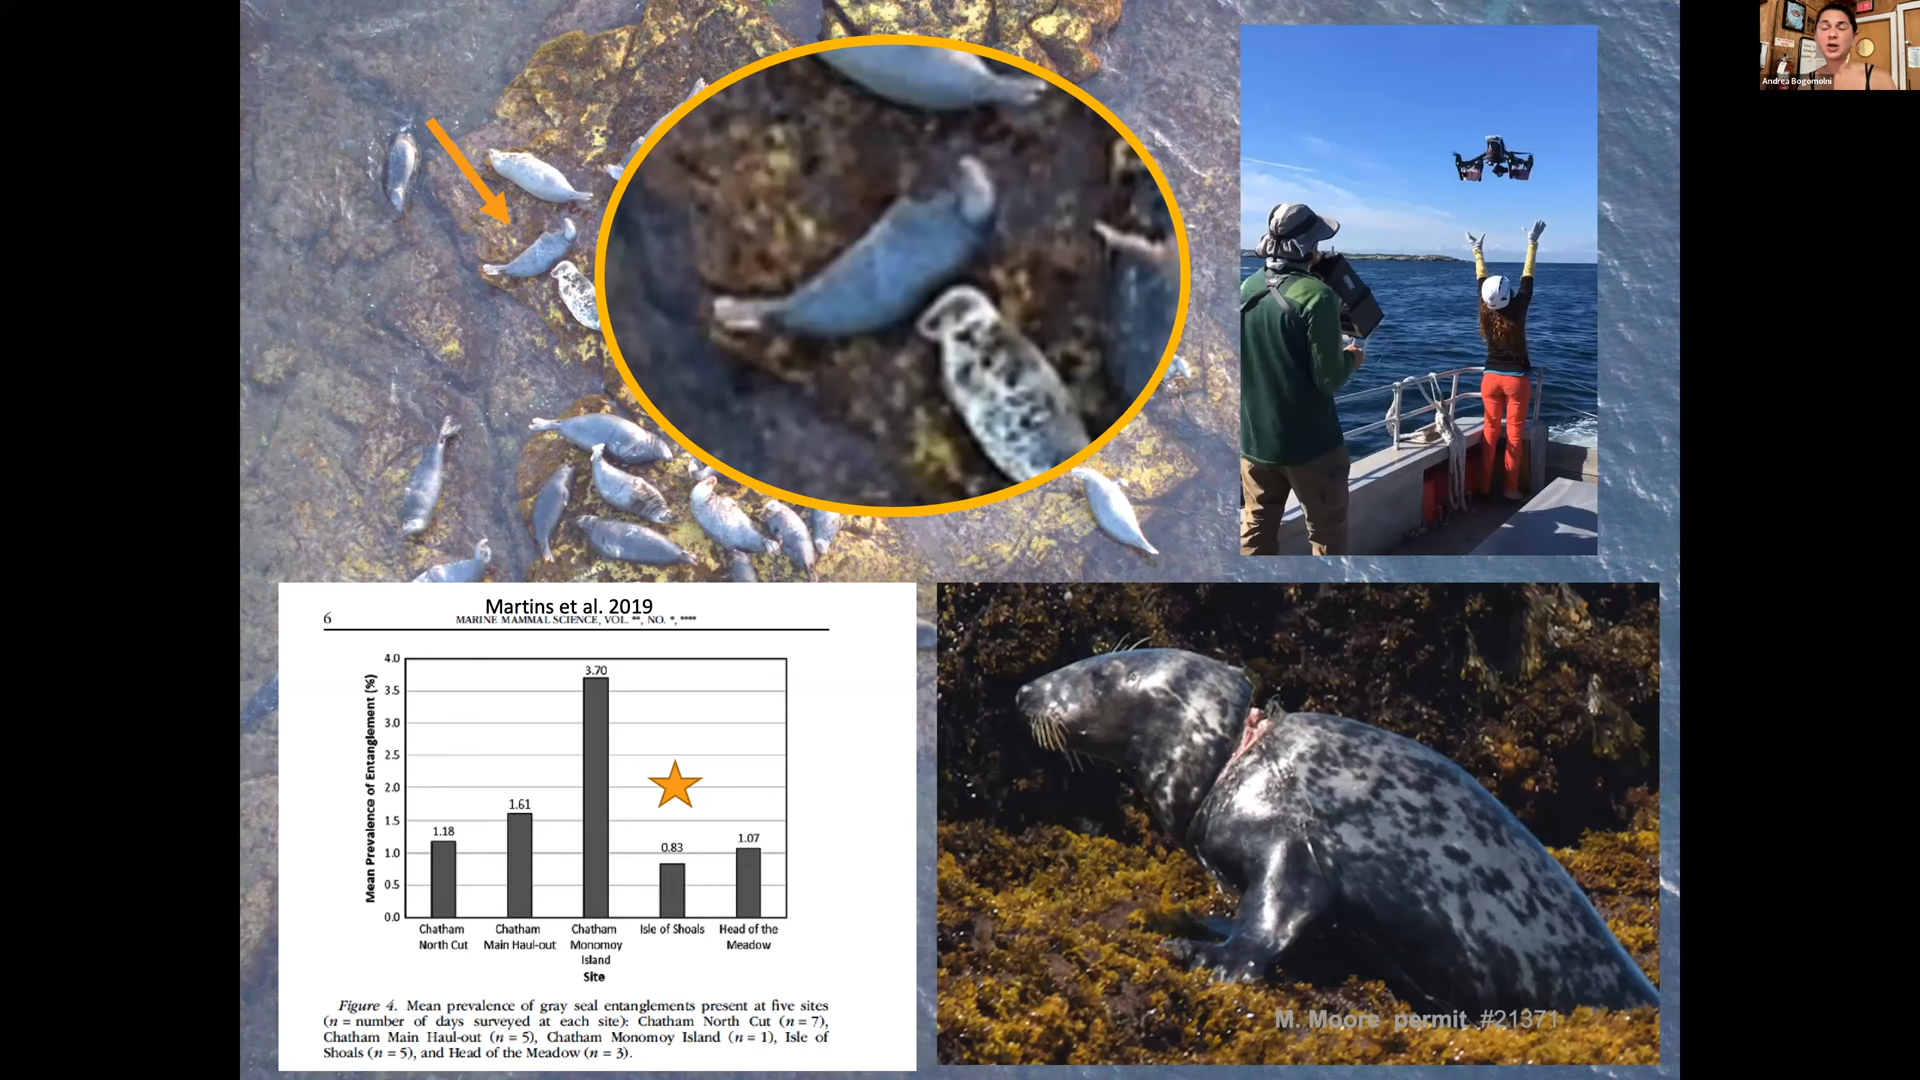 Andrea Bogomolni
Martins et al. 2019
6
MARINE MAMMAL SCIENCE, VOL. **, NO. *, ****
Mean Prevalence of Entanglement (%)
4.0
3.5
3.0
2.5
2.0
1.5
1.0
0.5
0.0
1.18
1.61
3.70
0.83
1.07
Chatham North Cut
Chatham Main Haul-out
Chatham Monomoy Island
Isle of Shoals
Head of the Meadow
Site
Figure 4. Mean prevalence of gray seal entanglements present at five sites
(n = number of days surveyed at each site): Chatham North Cut (n = 7),
Chatham Main Haul-out (n = 5), Chatham Monomoy Island (n = 1), Isle of
Shoals (n = 5), and Head of the Meadow (n = 3).
M. Moore permit #21371